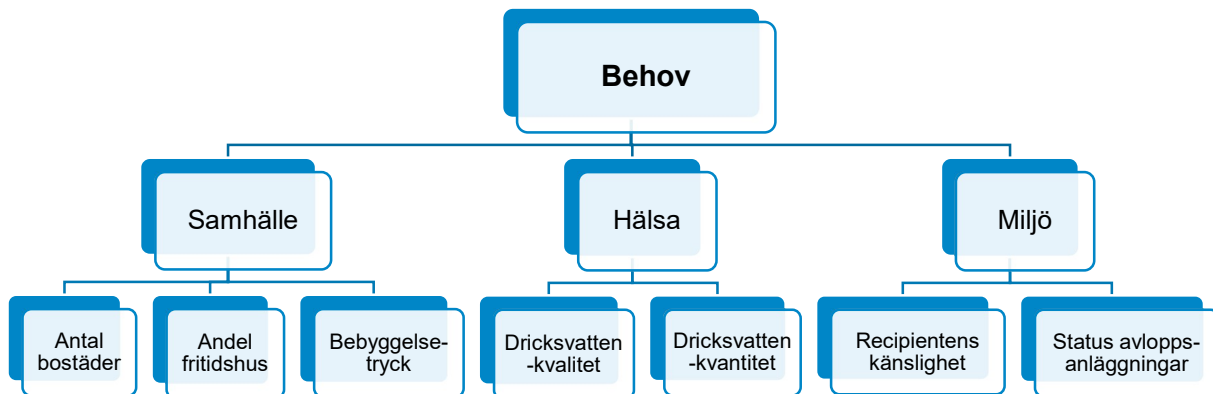 Behov
Samhälle
Hälsa
Miljö
Antal
bostäder
Andel
fritidshus
Bebyggelse-
tryck
Dricksvatten
-kvalitet
Dricksvatten
-kvantitet
Recipientens
känslighet
Status avlopps-
anläggningar